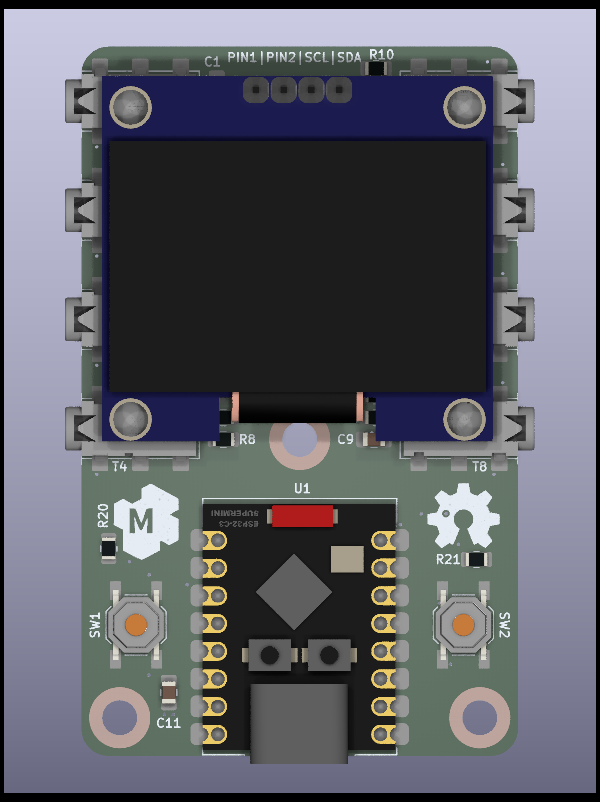 C1 PIN1|PIN2|SCL|SDA R10
R8 C9
T4 T8
U1
ESP32-C3
SUPERMINI
R20
M
R21
SW1
SW2
C11